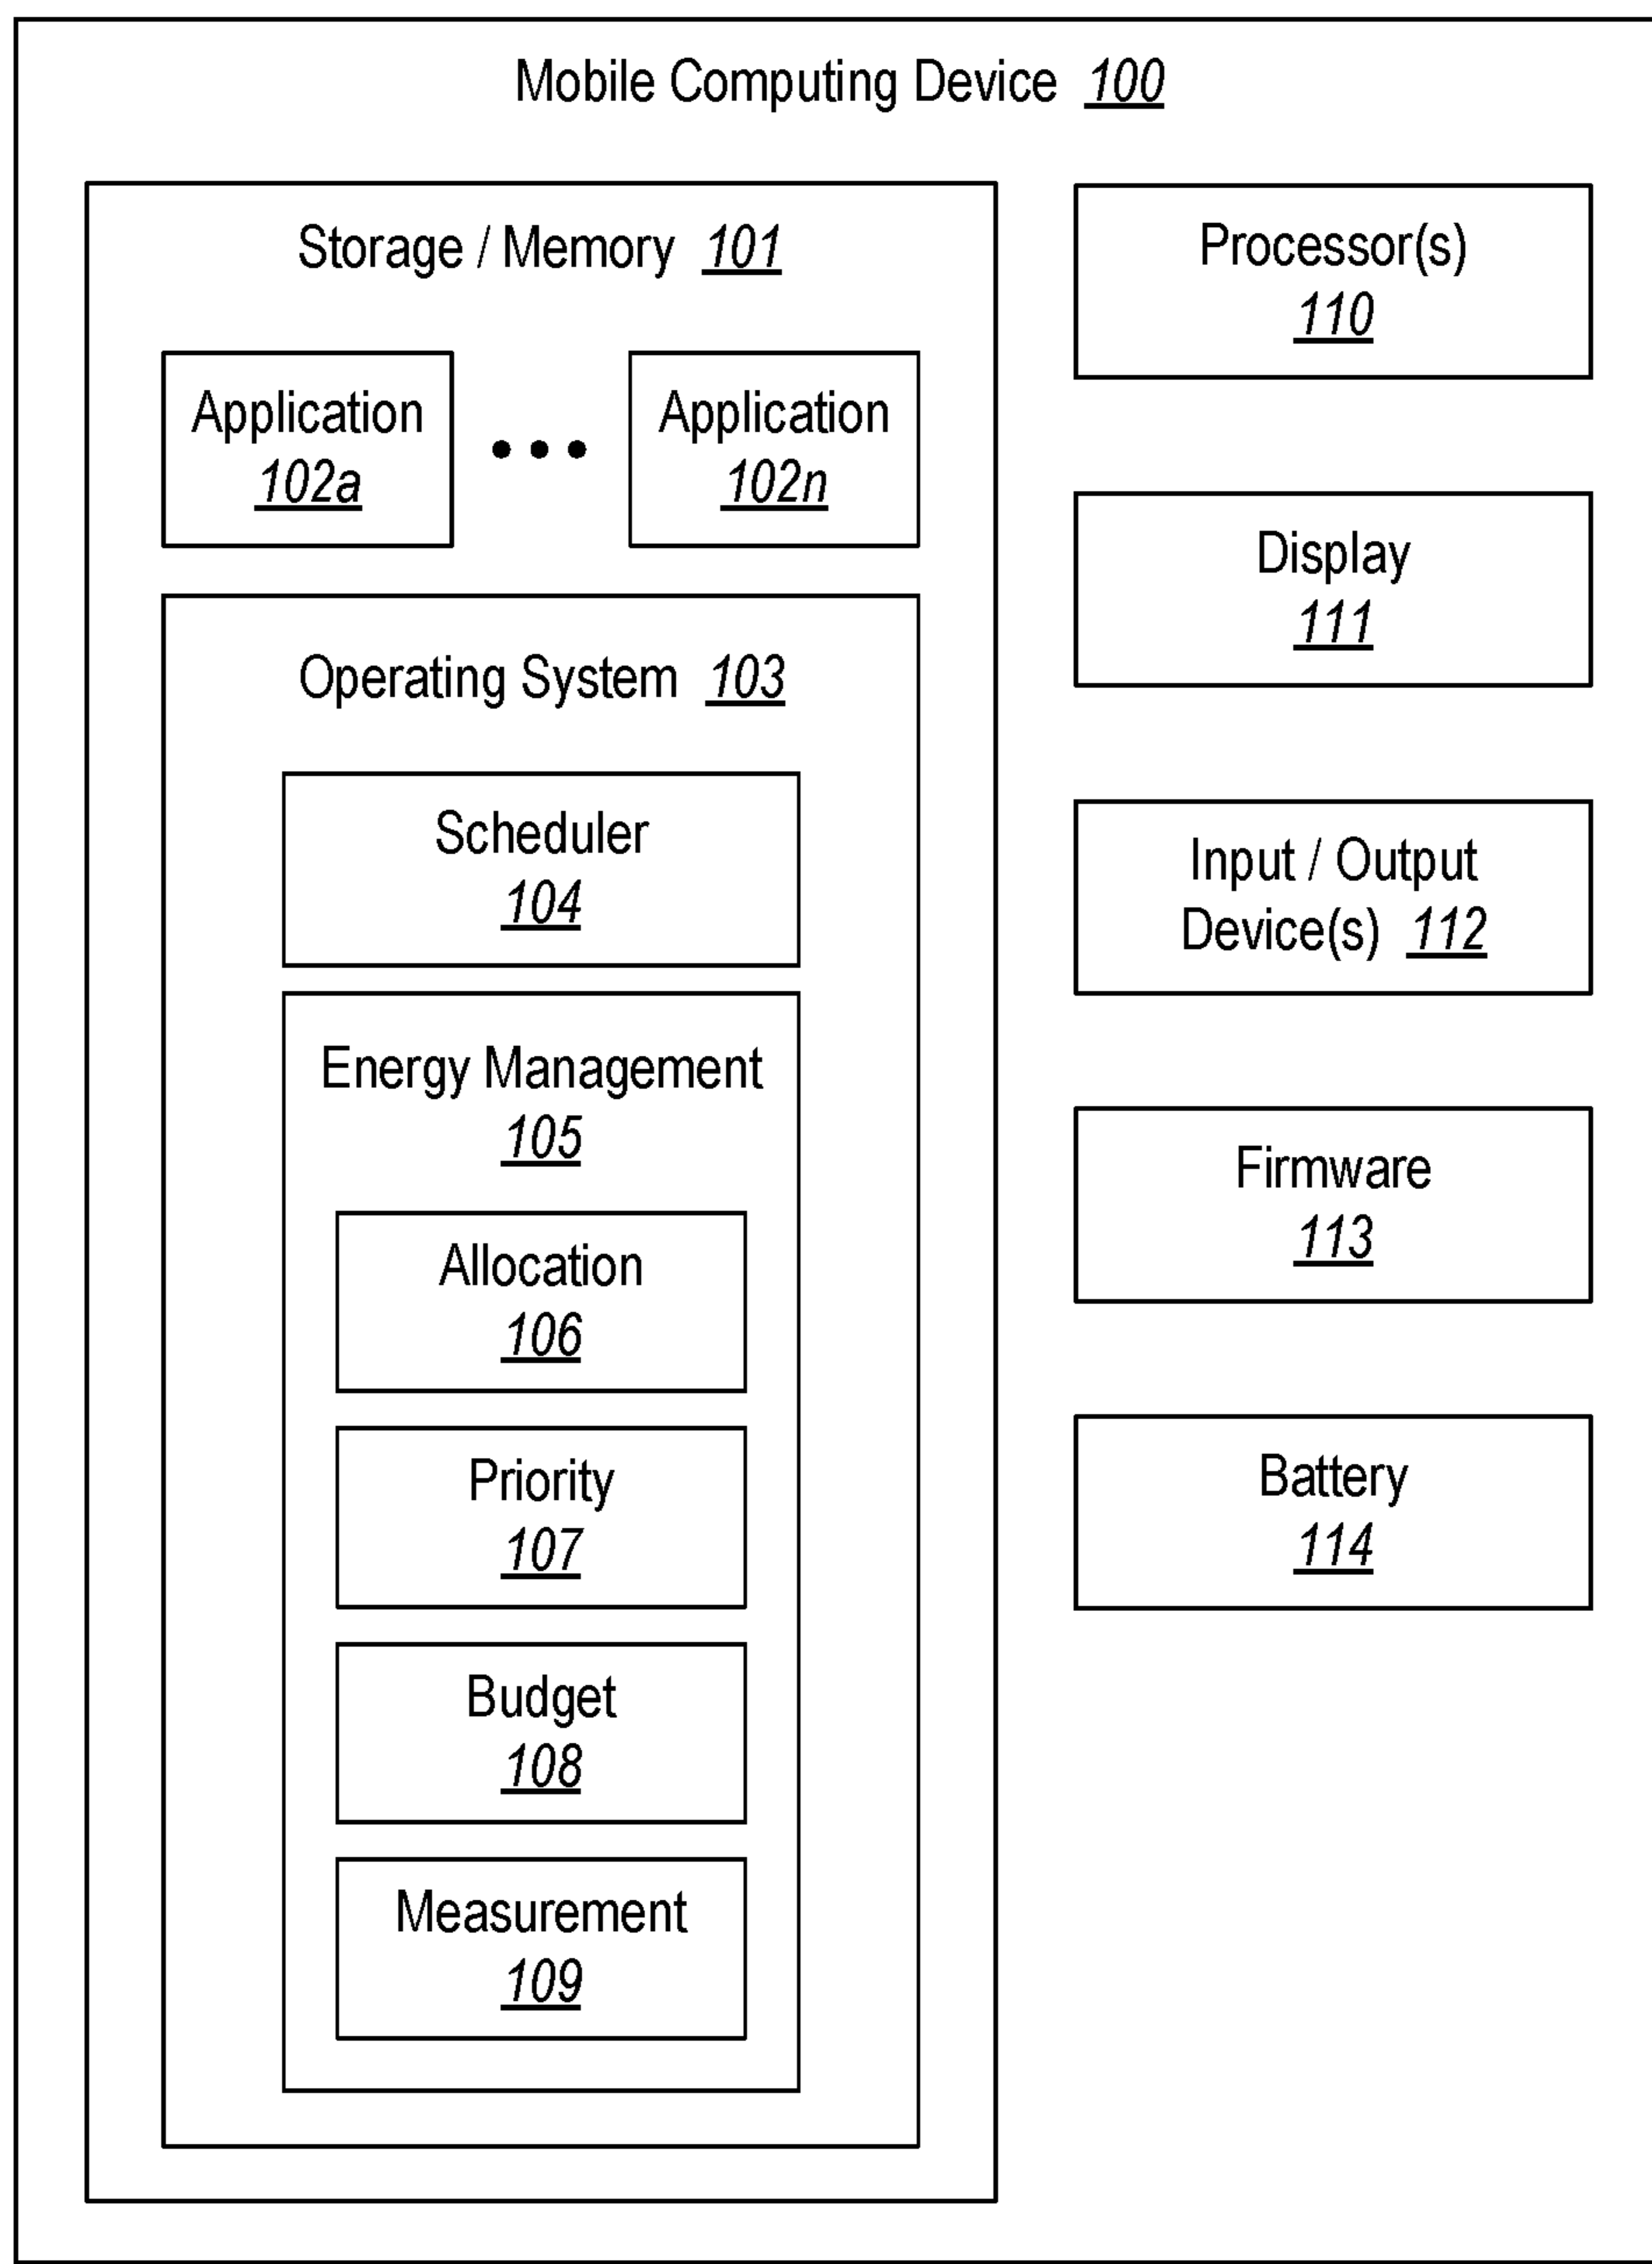 Mobile Computing Device 100
Storage / Memory 101
Application
102a
Application
102n
Operating System 103
Scheduler
104
Energy Management
105
Allocation
106
Priority
107
Budget
108
Measurement
109
Processor(s)
110
Display
111
Input / Output
Device(s) 112
Firmware
113
Battery
114